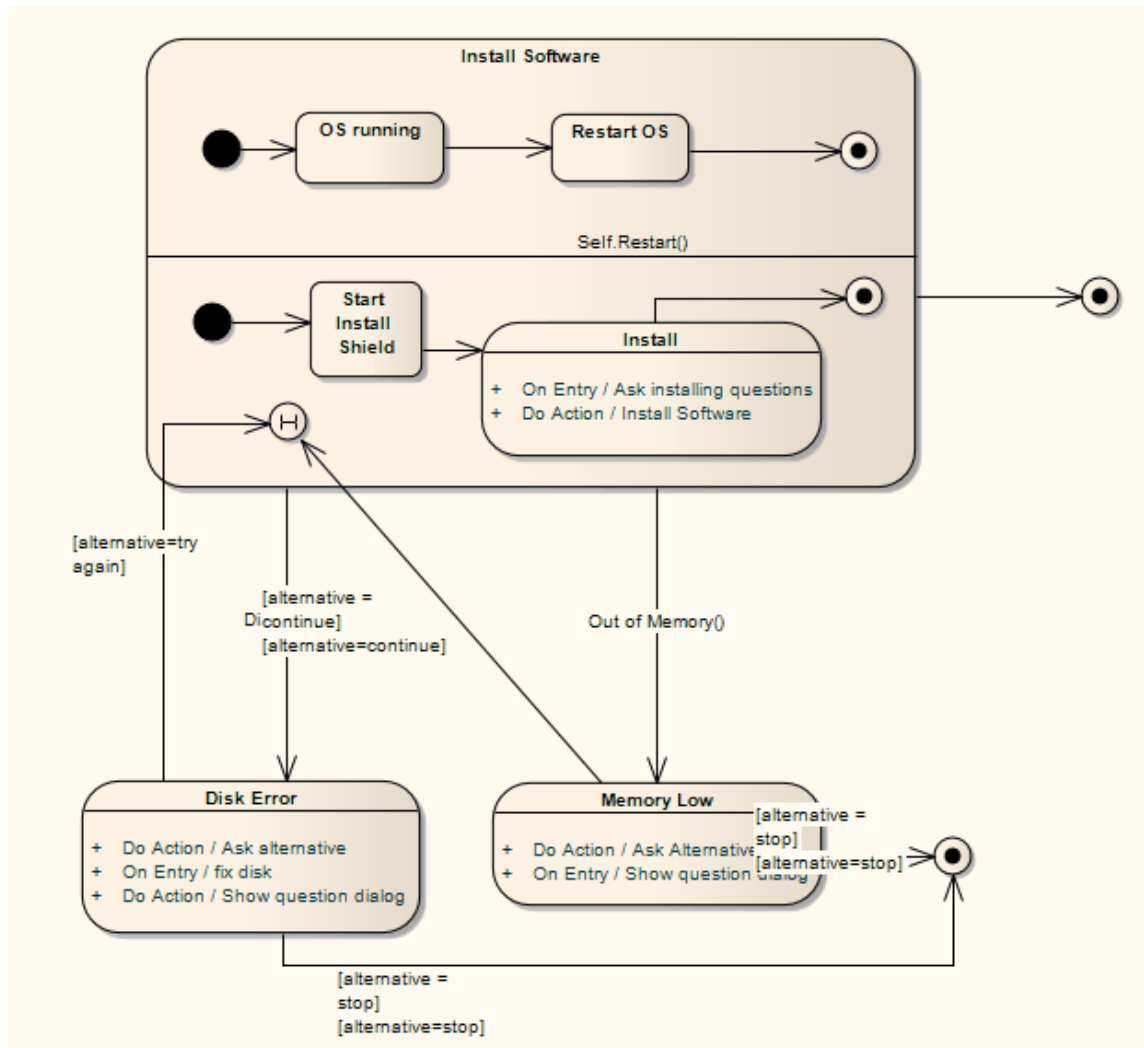 Install Software
OS running
Restart OS
Self.Restart()
Start
Install
Shield
Install
+ On Entry / Ask installing questions
+ Do Action / Install Software
H
[alternative=try
again]
[alternative =
Dicontinue]
[alternative=continue]
Out of Memory()
Disk Error
+ Do Action / Ask alternative
+ On Entry / fix disk
+ Do Action / Show question dialog
Memory Low
+ Do Action / Ask Alternative
+ On Entry / Show question dialog
[alternative =
stop]
[alternative=stop]
[alternative =
stop]
[alternative=stop]